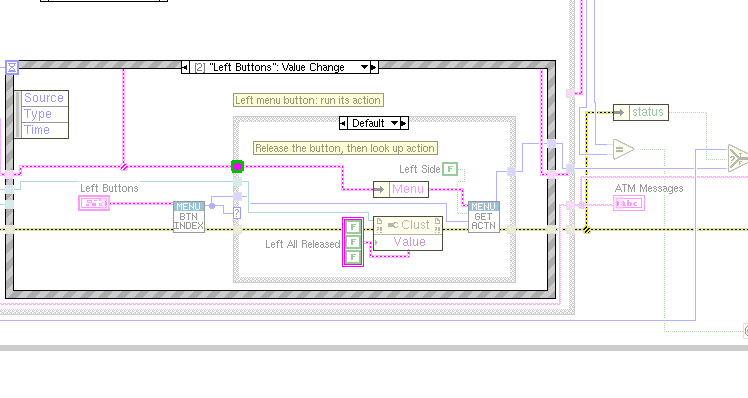 [2] "Left Buttons": Value Change
Source
Type
Time
Left menu button: run its action
Default
Release the button, then look up action
status
Left Side
F
Menu
Left Buttons
ATM Messages
abc
MENU
BTN
INDEX
?
MENU
GET
ACTN
Left All Released
F
F
F
Clust
Value